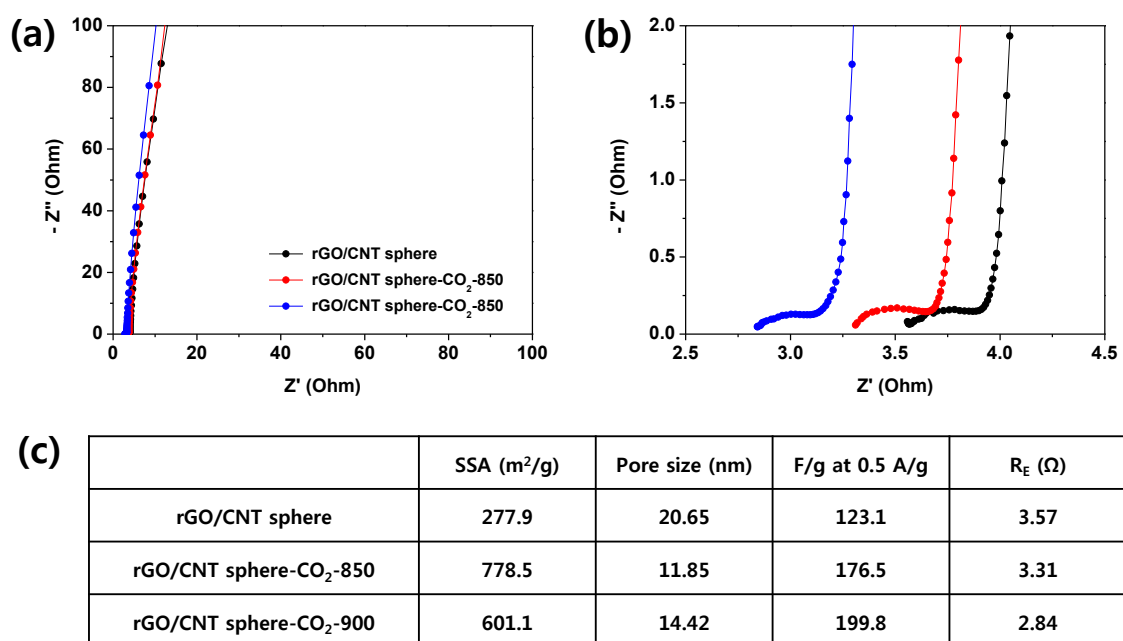 (a)
100
80
60
40
20
0
- Z" (Ohm)
0 20 40 60 80 100
Z' (Ohm)
rGO/CNT sphere
rGO/CNT sphere-CO₂-850
rGO/CNT sphere-CO₂-850
(b)
2.0
1.5
1.0
0.5
0.0
- Z" (Ohm)
2.5 3.0 3.5 4.0 4.5
Z' (Ohm)
(c)
SSA (m²/g) Pore size (nm) F/g at 0.5 A/g R_E (Ω)
rGO/CNT sphere 277.9 20.65 123.1 3.57
rGO/CNT sphere-CO₂-850 778.5 11.85 176.5 3.31
rGO/CNT sphere-CO₂-900 601.1 14.42 199.8 2.84